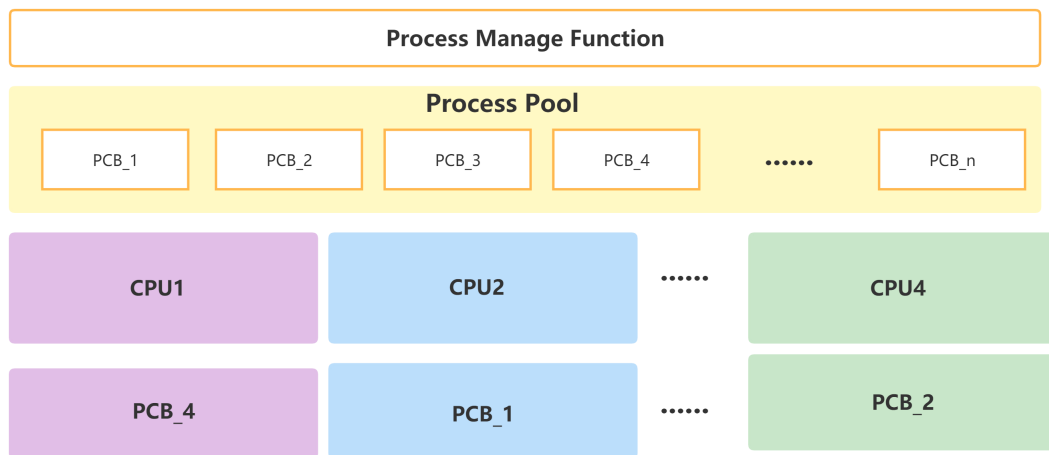 Process Manage Function
Process Pool
PCB_1 PCB_2 PCB_3 PCB_4 ...... PCB_n
CPU1 CPU2 ...... CPU4
PCB_4 PCB_1 ...... PCB_2